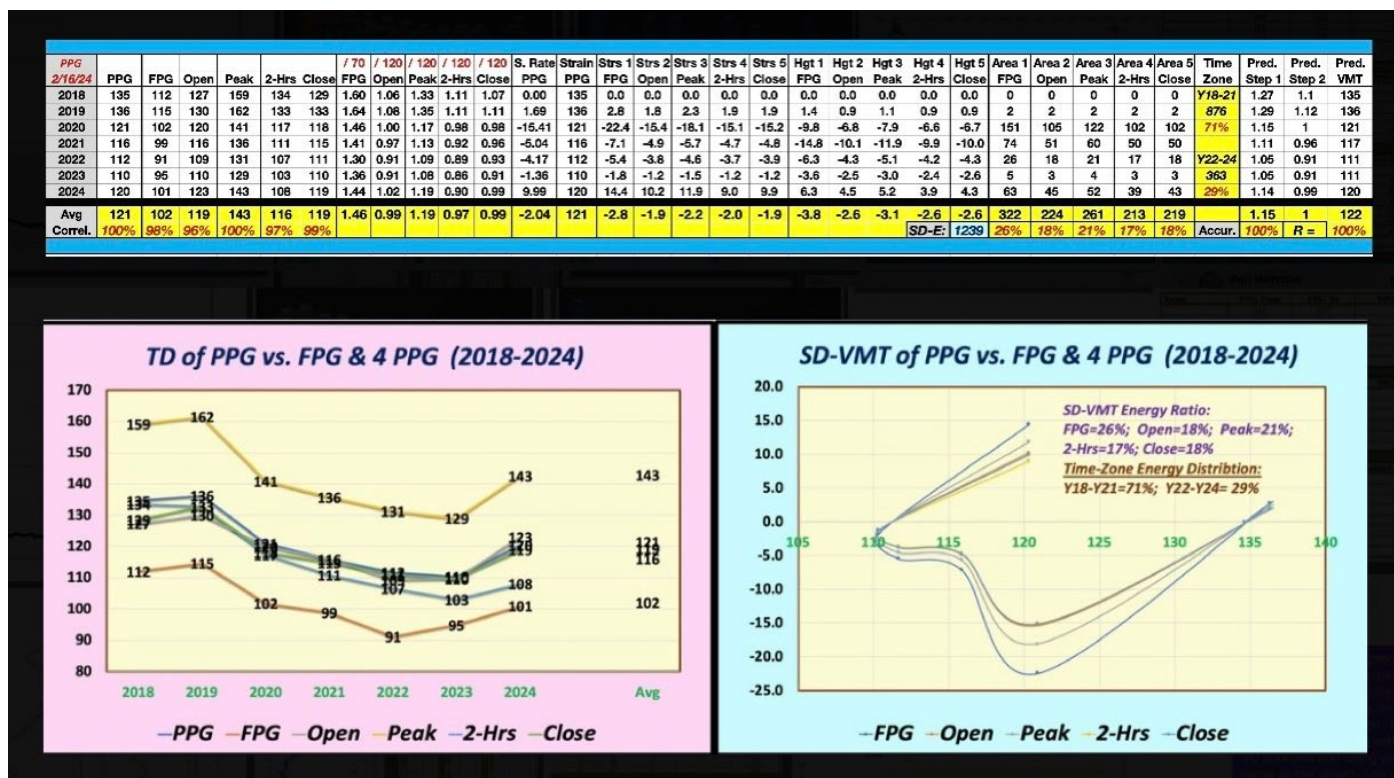 PPG / 70 / 120 / 120 / 120 / 120 S. Rate Strain Strs 1 Strs 2 Strs 3 Strs 4 Strs 5 Hgt 1 Hgt 2 Hgt 3 Hgt 4 Hgt 5 Area 1 Area 2 Area 3 Area 4 Area 5 Time Pred. Pred. Pred.
2/16/24 PPG FPG Open Peak 2-Hrs Close FPG Open Peak 2-Hrs Close PPG PPG FPG Open Peak 2-Hrs Close FPG Open Peak 2-Hrs Close FPG Open Peak 2-Hrs Close Zone Step 1 Step 2 VMT
2018 135 112 127 159 134 129 1.60 1.06 1.33 1.11 1.07 0.00 135 0.0 0.0 0.0 0.0 0.0 0.0 0.0 0.0 0.0 0.0 0 0 0 0 0 Y18-21 1.27 1.1 135
2019 136 115 130 162 133 133 1.64 1.08 1.35 1.11 1.11 1.69 136 2.8 1.8 2.3 1.9 1.9 1.4 0.9 1.1 0.9 0.9 2 2 2 2 2 876 1.29 1.12 136
2020 121 102 120 141 117 118 1.46 1.00 1.17 0.98 0.98 -15.41 121 -22.4 -15.4 -18.1 -15.1 -15.2 -9.8 -6.8 -7.9 -6.6 -6.7 151 105 122 102 102 71% 1.15 1 121
2021 116 99 116 136 111 115 1.41 0.97 1.13 0.92 0.96 -5.04 116 -7.1 -4.9 -5.7 -4.7 -4.8 -14.8 -10.1 -11.9 -9.9 -10.0 74 51 60 50 50 1.11 0.96 117
2022 112 91 109 131 107 111 1.30 0.91 1.09 0.89 0.93 -4.17 112 -5.4 -3.8 -4.6 -3.7 -3.9 -6.3 -4.3 -5.1 -4.2 -4.3 26 18 21 17 18 Y22-24 1.05 0.91 111
2023 110 95 110 129 103 110 1.36 0.91 1.08 0.86 0.91 -1.36 110 -1.8 -1.2 -1.5 -1.2 -1.2 -3.6 -2.5 -3.0 -2.4 -2.6 5 3 4 3 3 363 1.05 0.91 111
2024 120 101 123 143 108 119 1.44 1.02 1.19 0.90 0.99 9.99 120 14.4 10.2 11.9 9.0 9.9 6.3 4.5 5.2 3.9 4.3 63 45 52 39 43 29% 1.14 0.99 120
Avg 121 102 119 143 116 119 1.46 0.99 1.19 0.97 0.99 -2.04 121 -2.8 -1.9 -2.2 -2.0 -1.9 -3.8 -2.6 -3.1 -2.6 -2.6 322 224 261 213 219 1.15 1 122
Correl. 100% 98% 96% 100% 97% 99% SD-E: 1239 26% 18% 21% 17% 18% Accur. 100% R = 100%
TD of PPG vs. FPG & 4 PPG (2018-2024)
170
160
150
140
130
120
110
100
90
80
159 162 141 136 131 129 143 143
135 136
134
129
127 130
116
111 107 103 108
110
123
121
116
112 115 102 99 91 95 101 102
2018 2019 2020 2021 2022 2023 2024 Avg
PPG FPG Open Peak 2-Hrs Close
SD-VMT of PPG vs. FPG & 4 PPG (2018-2024)
20.0
15.0
10.0
5.0
0.0
-5.0
-10.0
-15.0
-20.0
-25.0
105 110 115 120 125 130 135 140
SD-VMT Energy Ratio:
FPG=26%; Open=18%; Peak=21%;
2-Hrs=17%; Close=18%
Time-Zone Energy Distribtion:
Y18-Y21=71%; Y22-Y24= 29%
FPG Open Peak 2-Hrs Close